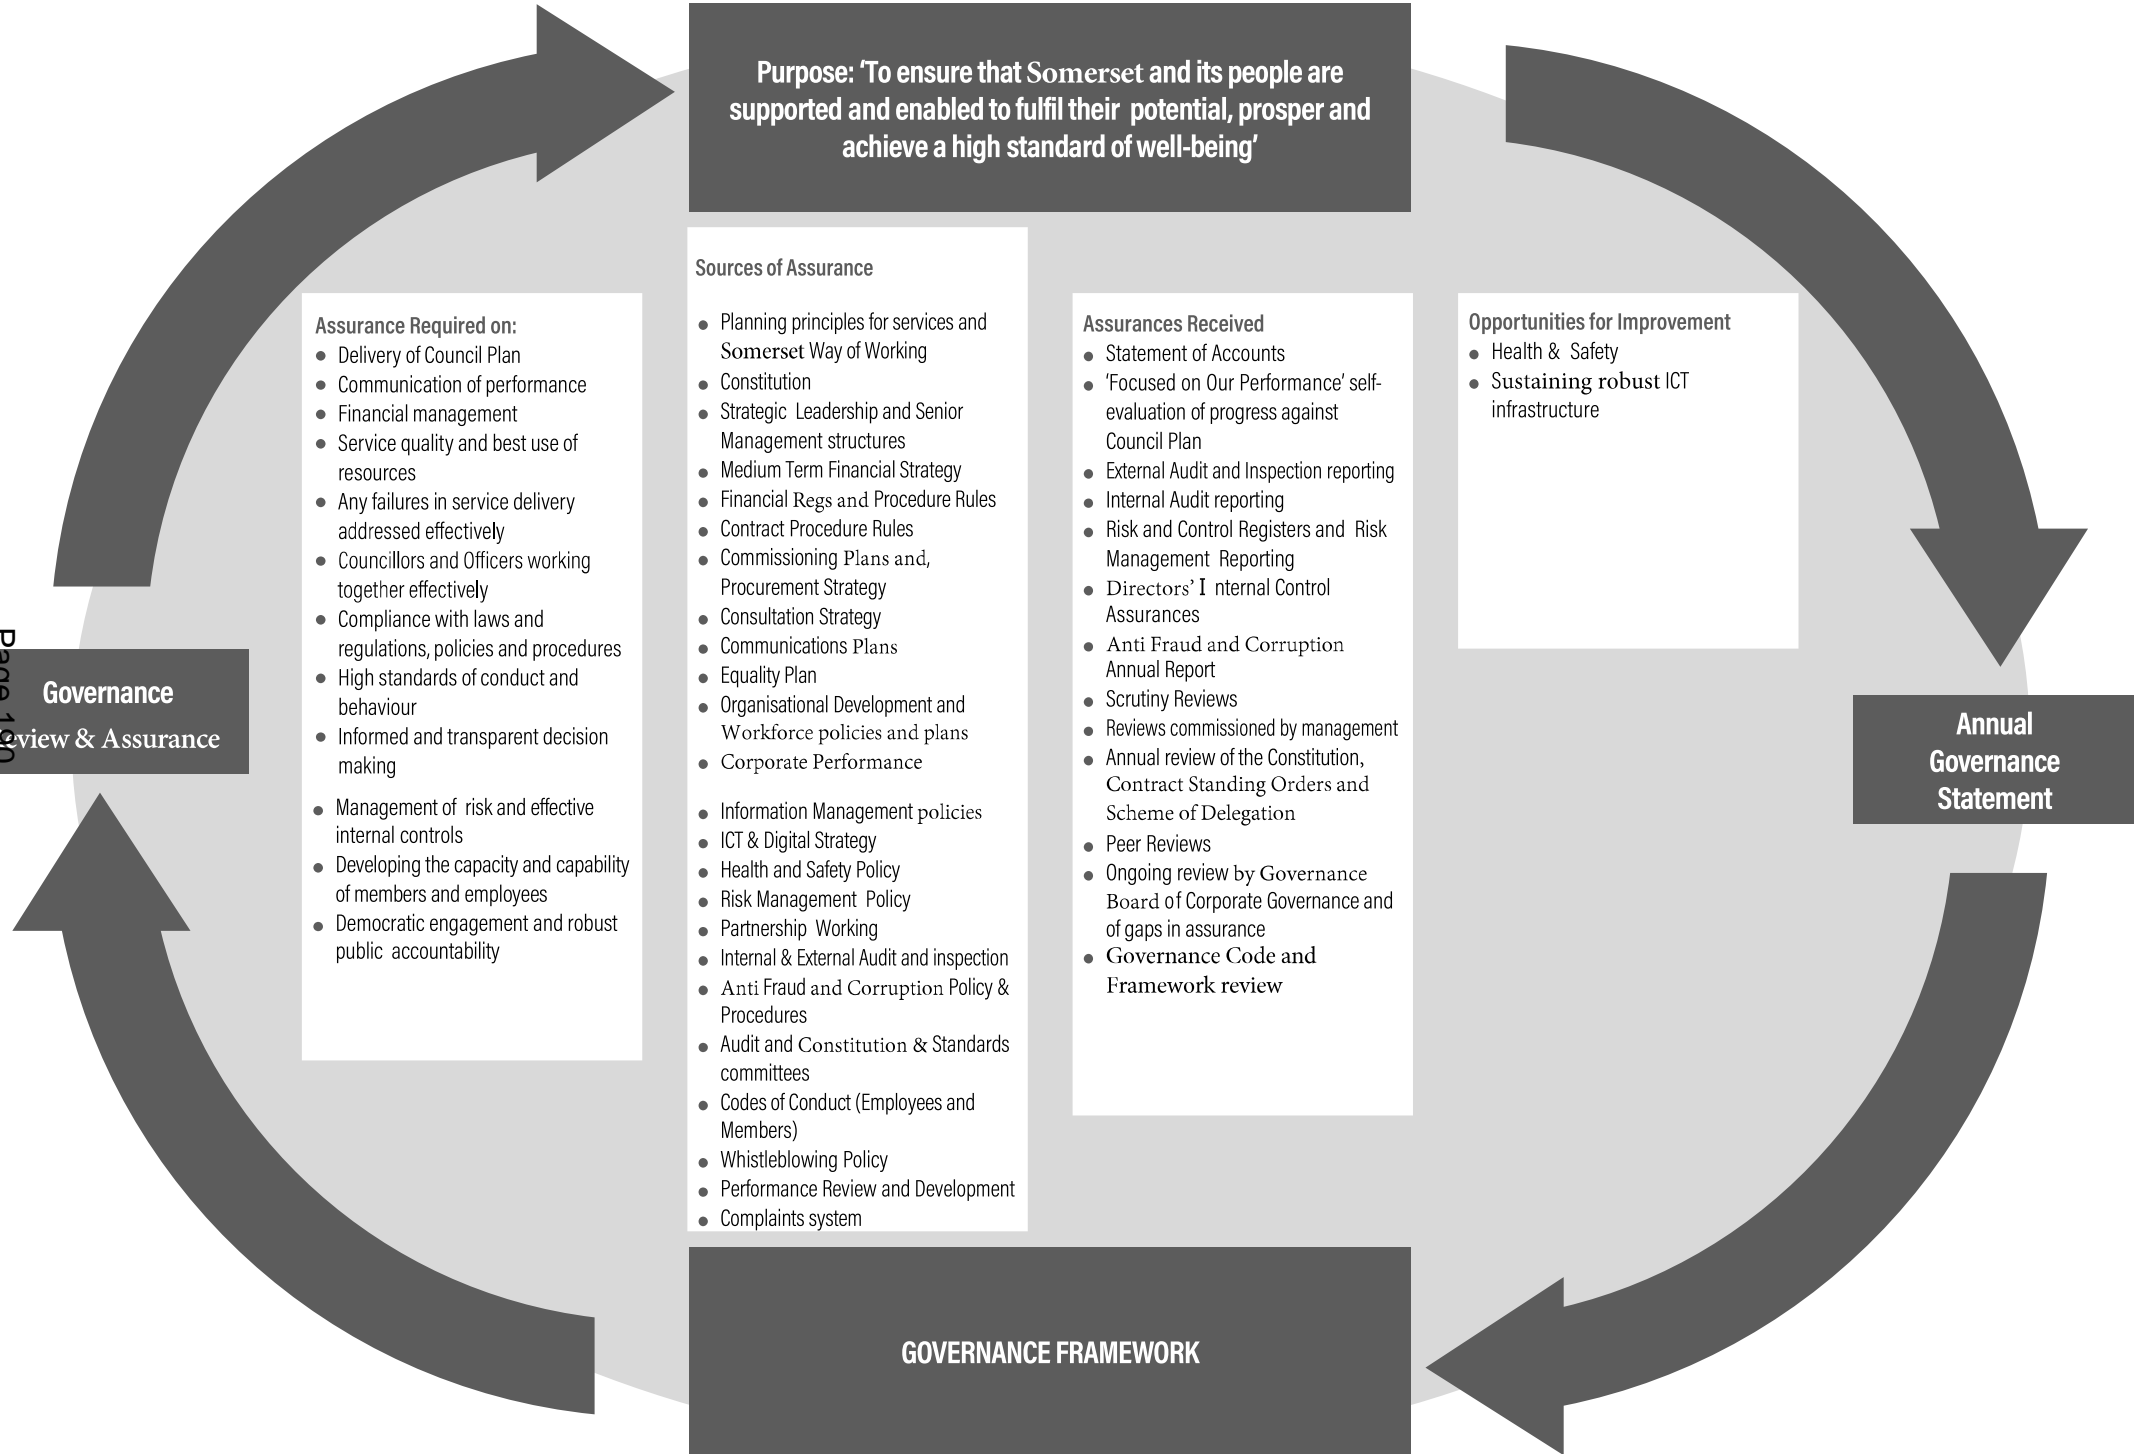 Purpose: ‘To ensure that Somerset and its people are
supported and enabled to fulfil their potential, prosper and
achieve a high standard of well-being’
Assurance Required on:
● Delivery of Council Plan
● Communication of performance
● Financial management
● Service quality and best use of
resources
● Any failures in service delivery
addressed effectively
● Councillors and Officers working
together effectively
● Compliance with laws and
regulations, policies and procedures
● High standards of conduct and
behaviour
● Informed and transparent decision
making
● Management of risk and effective
internal controls
● Developing the capacity and capability
of members and employees
● Democratic engagement and robust
public accountability
Sources of Assurance
● Planning principles for services and
Somerset Way of Working
● Constitution
● Strategic Leadership and Senior
Management structures
● Medium Term Financial Strategy
● Financial Regs and Procedure Rules
● Contract Procedure Rules
● Commissioning Plans and,
Procurement Strategy
● Consultation Strategy
● Communications Plans
● Equality Plan
● Organisational Development and
Workforce policies and plans
● Corporate Performance
● Information Management policies
● ICT & Digital Strategy
● Health and Safety Policy
● Risk Management Policy
● Partnership Working
● Internal & External Audit and inspection
● Anti Fraud and Corruption Policy &
Procedures
● Audit and Constitution & Standards
committees
● Codes of Conduct (Employees and
Members)
● Whistleblowing Policy
● Performance Review and Development
● Complaints system
Assurances Received
● Statement of Accounts
● ‘Focused on Our Performance’ self-
evaluation of progress against
Council Plan
● External Audit and Inspection reporting
● Internal Audit reporting
● Risk and Control Registers and Risk
Management Reporting
● Directors’ I nternal Control
Assurances
● Anti Fraud and Corruption
Annual Report
● Scrutiny Reviews
● Reviews commissioned by management
● Annual review of the Constitution,
Contract Standing Orders and
Scheme of Delegation
● Peer Reviews
● Ongoing review by Governance
Board of Corporate Governance and
of gaps in assurance
● Governance Code and
Framework review
Opportunities for Improvement
● Health & Safety
● Sustaining robust ICT
infrastructure
Page 190
Governance
eview & Assurance
Annual
Governance
Statement
GOVERNANCE FRAMEWORK